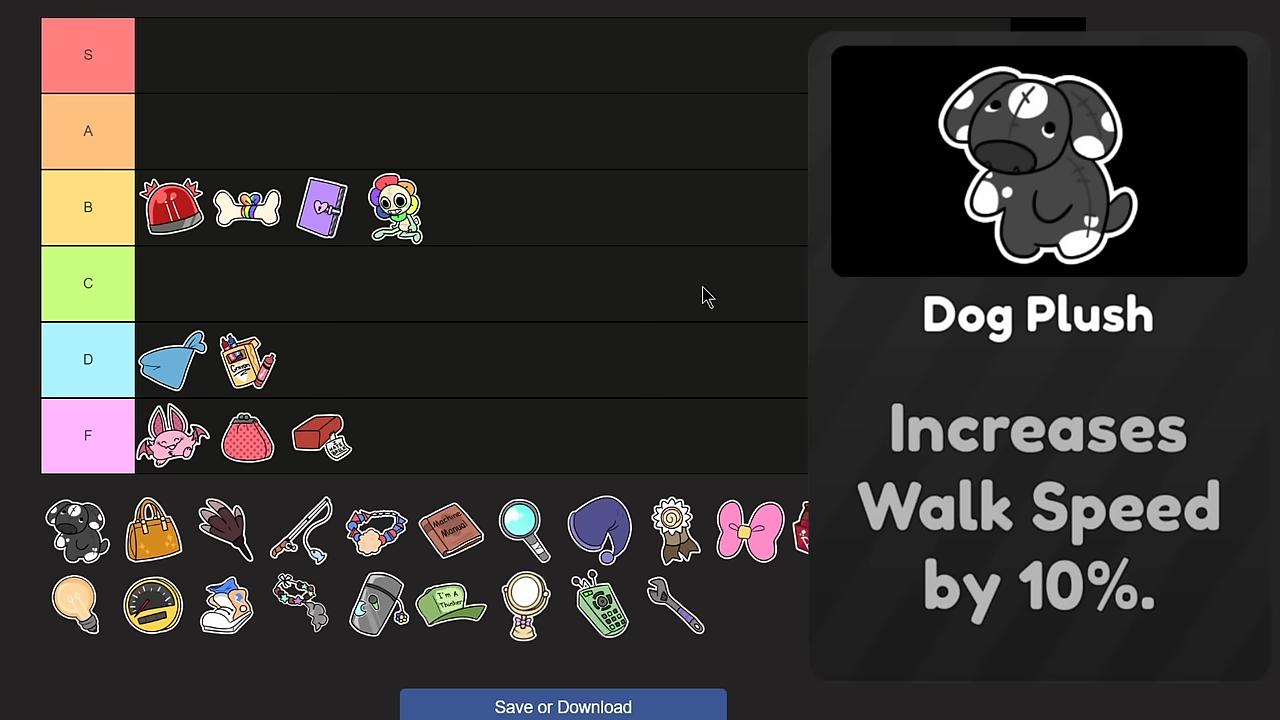 S
A
B
C
D
F
Dog Plush
Increases
Walk Speed
by 10%.
Machine
Manual
I'm A
Thinker
Save or Download